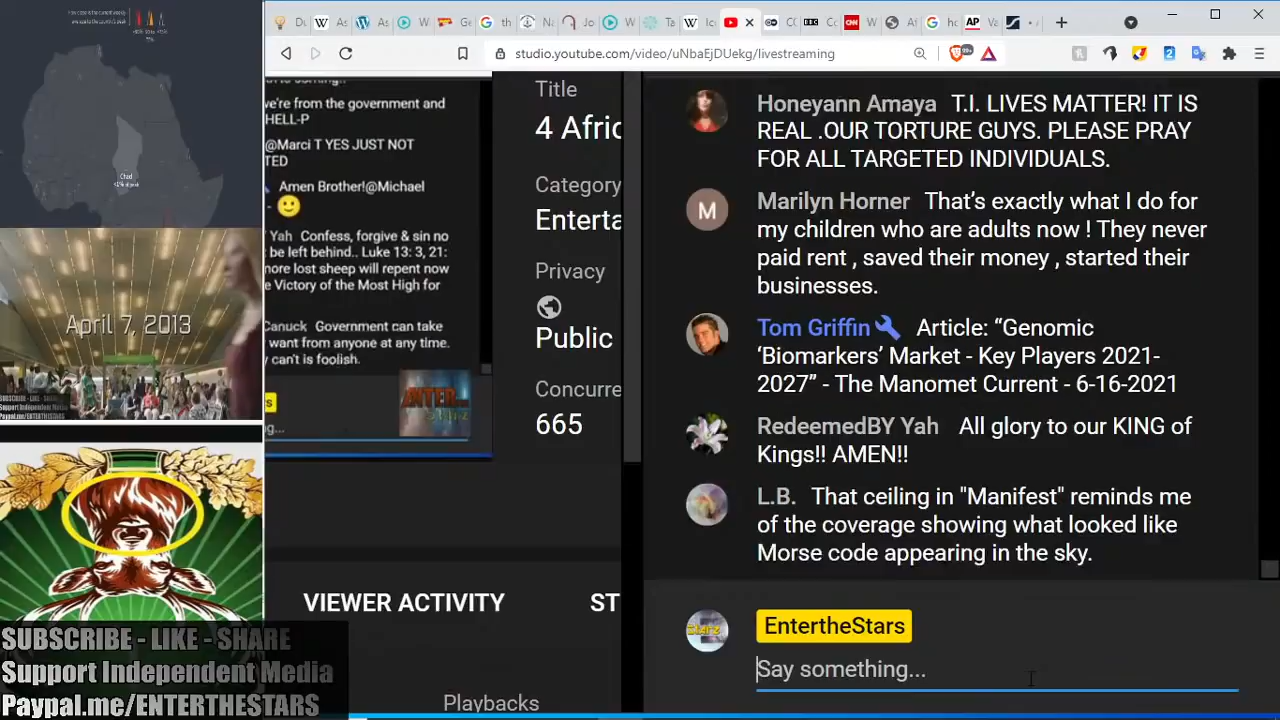 Chad
April 7, 2013
SUBSCRIBE - LIKE - SHARE
Support Independent Media
Paypal.me/ENTERTHESTARS
studio.youtube.com/video/uNbaEjDUekg/livestreaming
we're from the government and
HELL-P
@Marci T YES JUST NOT
TED
Amen Brother!@Michael
Yah Confess, forgive & sin no
be left behind.. Luke 13: 3, 21:
more lost sheep will repent now
e Victory of the Most High for
Canuck Government can take
want from anyone at any time.
y can't is foolish.
Title
4 Afric
Category
Enterta
Privacy
Public
Concurre
665
VIEWER ACTIVITY
ST
Playbacks
Honeyann Amaya T.I. LIVES MATTER! IT IS
REAL .OUR TORTURE GUYS. PLEASE PRAY
FOR ALL TARGETED INDIVIDUALS.
M
Marilyn Horner That’s exactly what I do for
my children who are adults now ! They never
paid rent , saved their money , started their
businesses.
Tom Griffin Article: “Genomic
‘Biomarkers’ Market - Key Players 2021-
2027” - The Manomet Current - 6-16-2021
RedeemedBY Yah All glory to our KING of
Kings!! AMEN!!
L.B. That ceiling in "Manifest" reminds me
of the coverage showing what looked like
Morse code appearing in the sky.
EntertheStars
Say something...